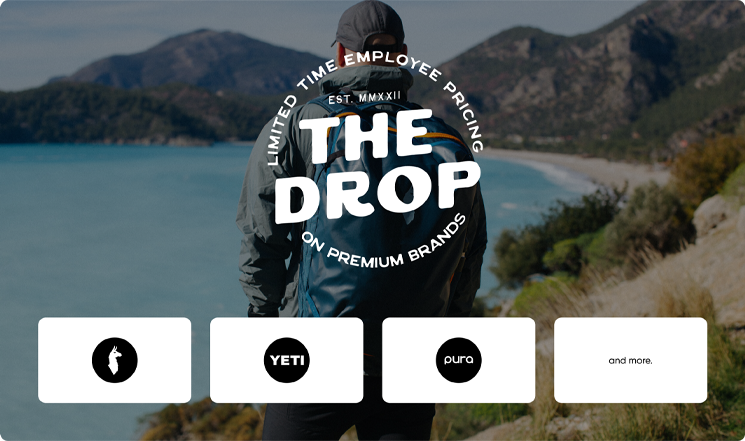 LIMITED TIME EMPLOYEE PRICING
EST. MMXXII
THE
DROP
ON PREMIUM BRANDS
YETI
pura
and more.